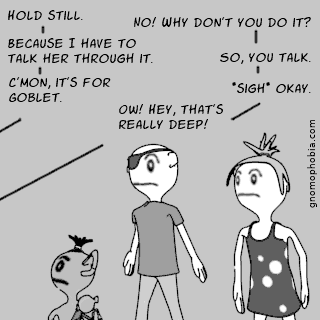 HOLD STILL.
NO! WHY DON'T YOU DO IT?
BECAUSE I HAVE TO
TALK HER THROUGH IT.
SO, YOU TALK.
C'MON, IT'S FOR
GOBLET.
*SIGH* OKAY.
OW! HEY, THAT'S
REALLY DEEP!
gnomophobia.com